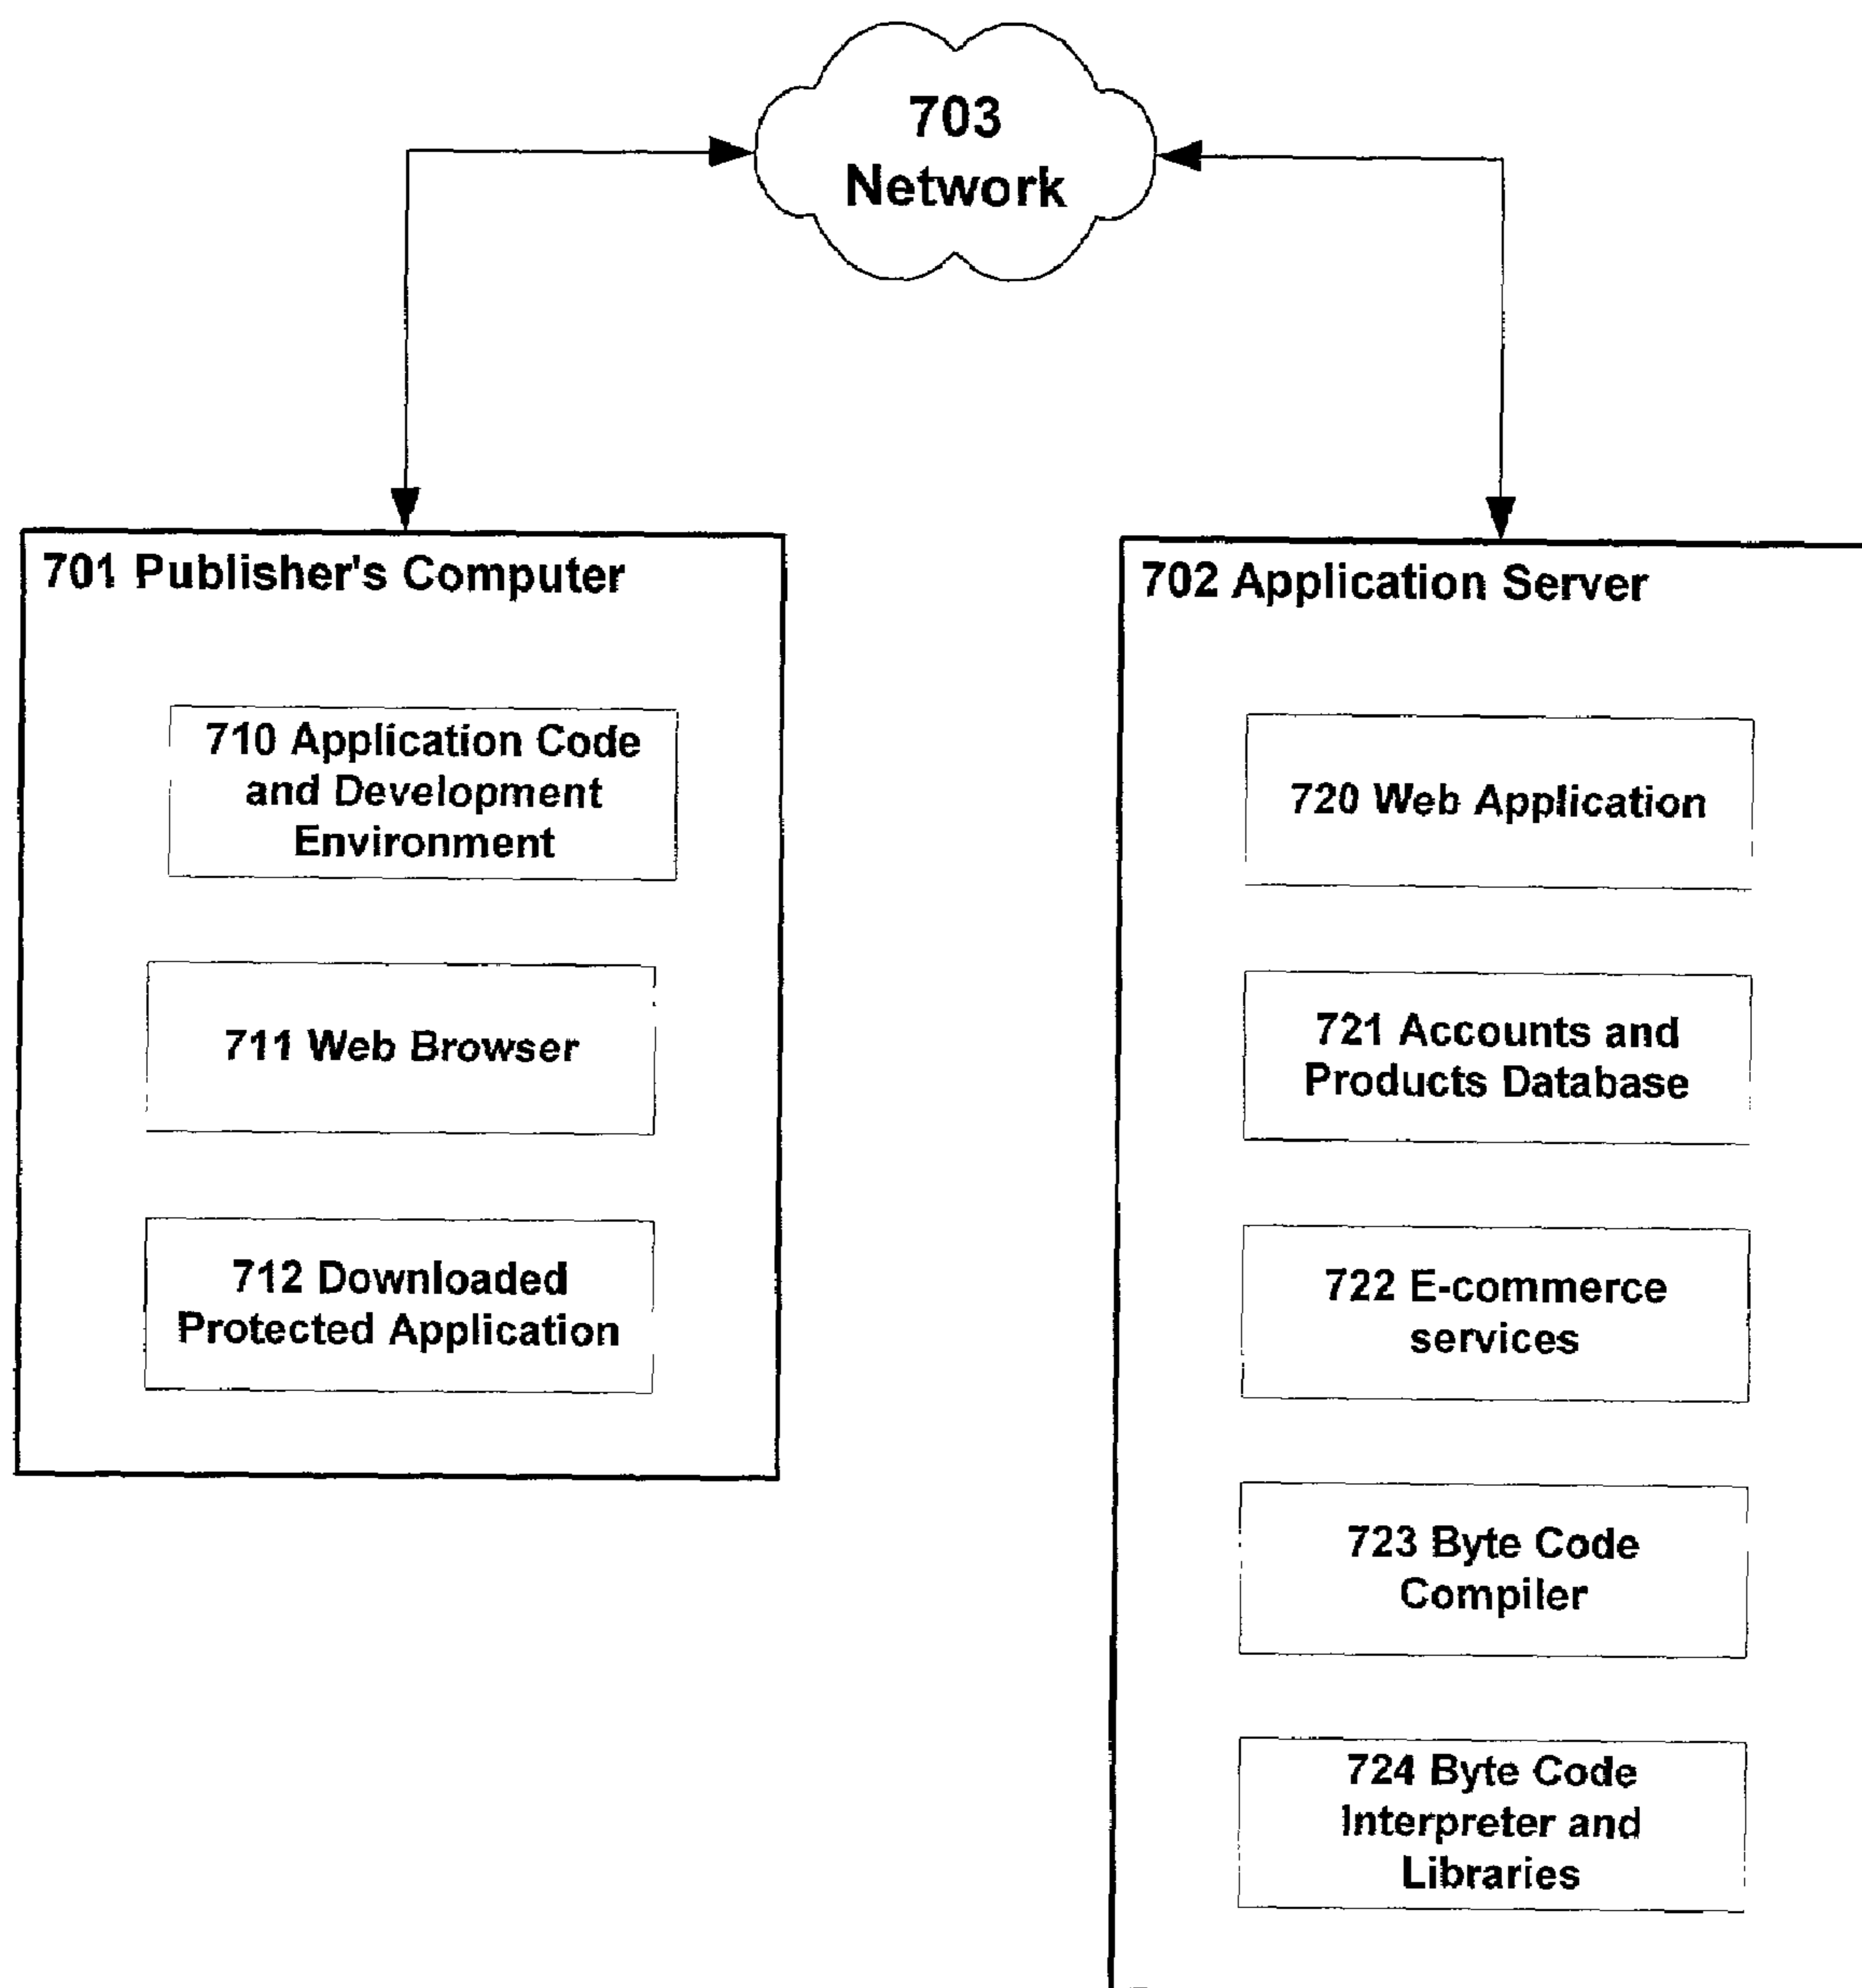 703
Network
701 Publisher's Computer
710 Application Code
and Development
Environment
711 Web Browser
712 Downloaded
Protected Application
702 Application Server
720 Web Application
721 Accounts and
Products Database
722 E-commerce
services
723 Byte Code
Compiler
724 Byte Code
Interpreter and
Libraries